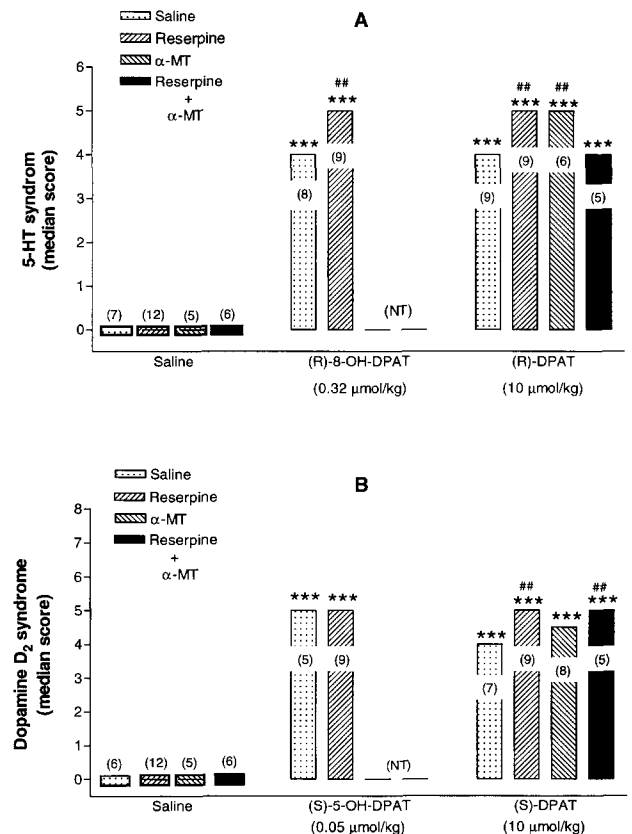 A
Saline
Reserpine
α-MT
Reserpine
+
α-MT
5-HT syndrom
(median score)
6
5
4
3
2
1
0
(7) (12) (5) (6)
***
(8)
##
***
(9)
(NT)
***
(9)
##
***
(9)
##
***
(6)
***
(5)
Saline
(R)-8-OH-DPAT
(0.32 μmol/kg)
(R)-DPAT
(10 μmol/kg)
B
Saline
Reserpine
α-MT
Reserpine
+
α-MT
Dopamine D₂ syndrome
(median score)
8
7
6
5
4
3
2
1
0
(6) (12) (5) (6)
***
(5)
***
(9)
(NT)
***
(7)
##
***
(9)
***
(8)
##
***
(5)
Saline
(S)-5-OH-DPAT
(0.05 μmol/kg)
(S)-DPAT
(10 μmol/kg)